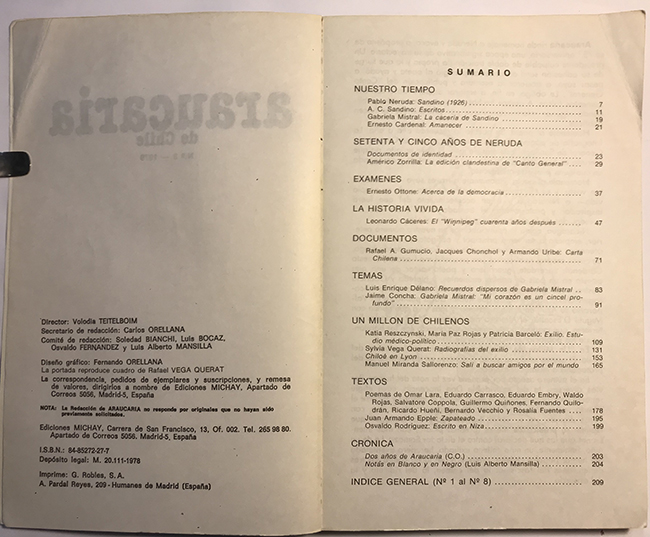 araucaria
de Chile
Director: Volodia TEITELBOIM
Secretario de redacción: Carlos ORELLANA
Comité de redacción: Soledad BIANCHI, Luis BOCAZ,
Osvaldo FERNANDEZ y Luis Alberto MANSILLA
Diseño gráfico: Fernando ORELLANA
La portada reproduce cuadro de Rafael VEGA QUERAT
La correspondencia, pedidos de ejemplares y suscripciones, y remesa
de valores, dirigirlos a nombre de Ediciones MICHAY, Apartado de
Correos 5056, Madrid-5, España
NOTA: La Redacción de ARAUCARIA no responde por originales que no hayan sido
previamente solicitados.
Ediciones MICHAY, Carrera de San Francisco, 13, Of. 002. Tel. 265 98 80.
Apartado de Correos 5056. Madrid-5, España
I.S.B.N.: 84-85272-27-7
Depósito legal: M. 20.111-1978
Imprime: G. Robles, S. A.
A. Pardal Reyes, 209 - Humanes de Madrid (España)
SUMARIO
NUESTRO TIEMPO
Pablo Neruda: Sandino (1926) 7
A. C. Sandino: Escritos 11
Gabriela Mistral: La cacería de Sandino 19
Ernesto Cardenal: Amanecer 21
SETENTA Y CINCO AÑOS DE NERUDA
Documentos de identidad 23
Américo Zorrilla: La edición clandestina de "Canto General" 29
EXAMENES
Ernesto Ottone: Acerca de la democracia 37
LA HISTORIA VIVIDA
Leonardo Cáceres: El "Winnipeg" cuarenta años después 47
DOCUMENTOS
Rafael A. Gumucio, Jacques Chonchol y Armando Uribe: Carta
Chilena 71
TEMAS
Luis Enrique Délano: Recuerdos dispersos de Gabriela Mistral 83
Jaime Concha: Gabriela Mistral: "Mi corazón es un cincel pro-
fundo" 91
UN MILLON DE CHILENOS
Katia Reszczynski, María Paz Rojas y Patricia Barceló: Exilio. Estu-
dio médico-político 109
Sylvia Vega Querat: Radiografías del exilio 131
Chiloé en Lyon 153
Manuel Miranda Sallorenzo: Salí a buscar amigos por el mundo 165
TEXTOS
Poemas de Omar Lara, Eduardo Carrasco, Eduardo Embry, Waldo
Rojas, Salvatore Coppola, Guillermo Quiñones, Fernando Quilo-
drán, Ricardo Hueñi, Bernardo Vecchio y Rosalía Fuentes 178
Juan Armando Epple: Zapateado 195
Osvaldo Rodríguez: Escrito en Niza 199
CRONICA
Dos años de Araucaria (C.O.) 203
Notas en Blanco y en Negro (Luis Alberto Mansilla) 204
INDICE GENERAL (Nº 1 al Nº 8) 209